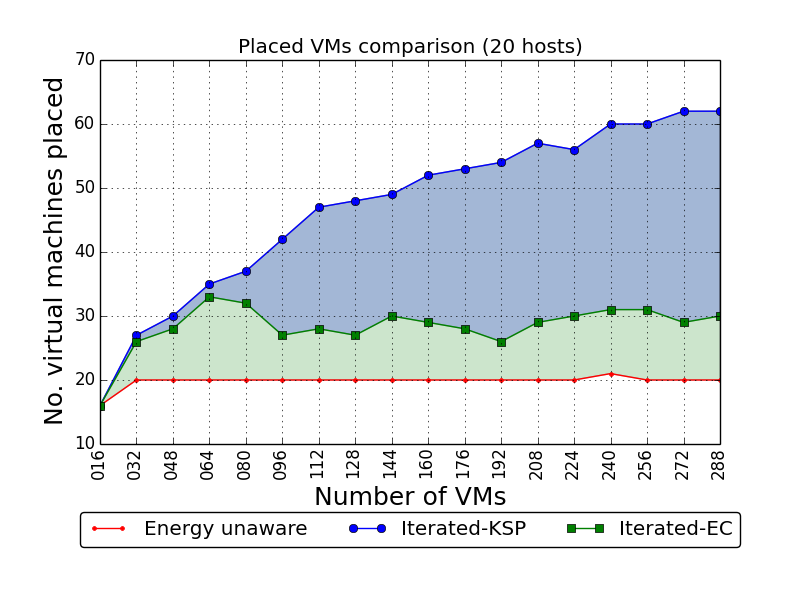 Placed VMs comparison (20 hosts)
No. virtual machines placed
70
60
50
40
30
20
10
016 032 048 064 080 096 112 128 144 160 176 192 208 224 240 256 272 288
Number of VMs
Energy unaware Iterated-KSP Iterated-EC